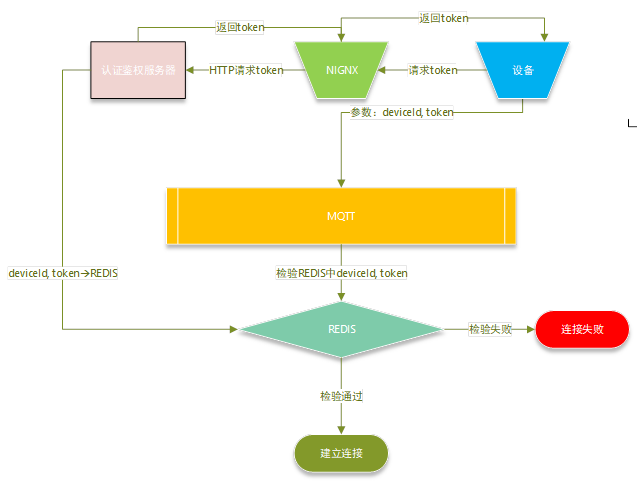 返回token
返回token
认证鉴权服务器
HTTP请求token
NIGNX
请求token
设备
参数：deviceId, token
MQTT
deviceId, token→REDIS
检验REDIS中deviceId, token
REDIS
检验失败
连接失败
检验通过
建立连接